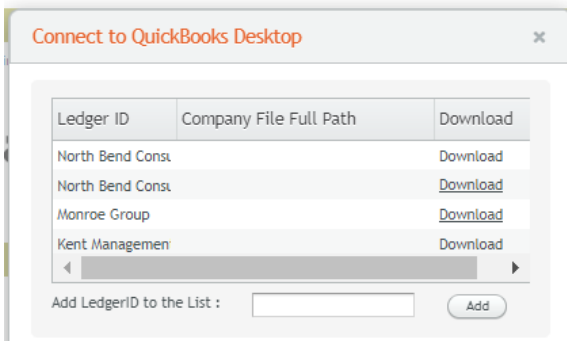 Connect to QuickBooks Desktop
Ledger ID Company File Full Path Download
North Bend Consu Download
North Bend Consu Download
Monroe Group Download
Kent Management Download
Add LedgerID to the List : Add